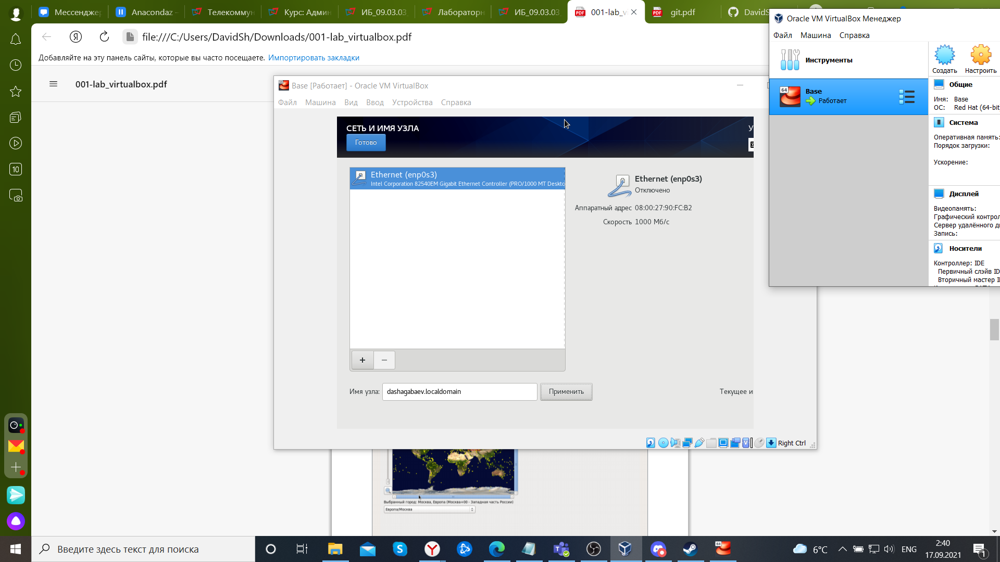 Мессендже
Anacondaz -
Телекоммун
Курс: Адми
ИБ_09.03.03
Лабораторн
ИБ_09.03.03
001-lab_v
git.pdf
DavidS
file:///C:/Users/DavidSh/Downloads/001-lab_virtualbox.pdf
Добавляйте на эту панель сайты, которые вы часто посещаете. Импортировать закладки
001-lab_virtualbox.pdf
10
Base [Работает] - Oracle VM VirtualBox
Файл Машина Вид Ввод Устройства Справка
СЕТЬ И ИМЯ УЗЛА
У
Готово
Ethernet (enp0s3)
Intel Corporation 82540EM Gigabit Ethernet Controller (PRO/1000 MT Deskto
Ethernet (enp0s3)
Отключено
Аппаратный адрес 08:00:27:90:FC:B2
Скорость 1000 Мб/с
+ −
Имя узла: dashagabaev.localdomain Применить Текущее и
Right Ctrl
Oracle VM VirtualBox Менеджер
Файл Машина Справка
Инструменты
Создать Настроить
64 Base
Работает
Общие
Имя: Base
ОС: Red Hat (64-bit
Система
Оперативная память:
Порядок загрузки:
Ускорение:
Дисплей
Видеопамять:
Графический контрол
Сервер удалённого д
Запись:
Носители
Контроллер: IDE
Первичный слэйв ID
Вторичный мастер I
Выбранный город: Москва, Европа (Москва+00 - Западная часть России)
Европа/Москва
Введите здесь текст для поиска
6°C
ENG
2:40
17.09.2021
1